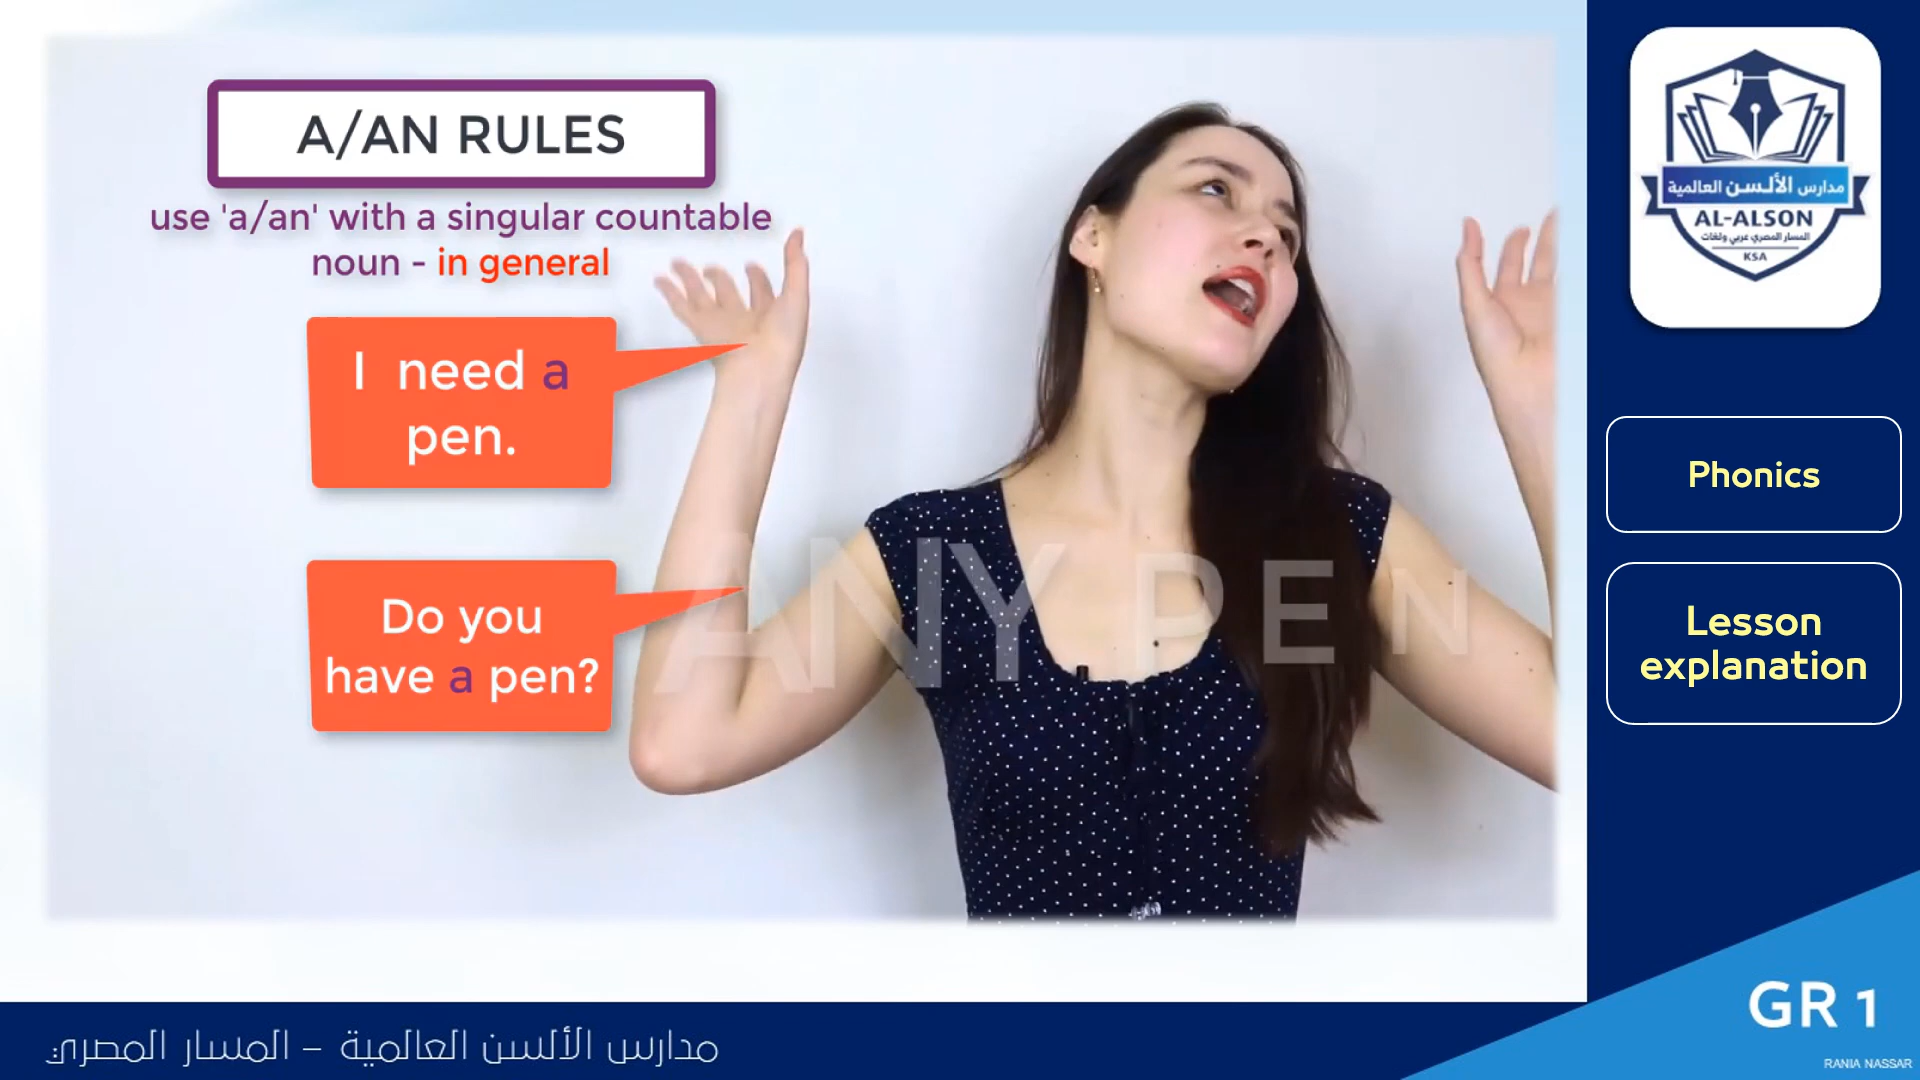 A/AN RULES
use 'a/an' with a singular countable
noun - in general
I need a
pen.
Do you
have a pen?
ANY PEN
مدارس الألسن العالمية
AL-ALSON
المسار المصري عربي ولغات
KSA
Phonics
Lesson
explanation
GR 1
RANIA NASSAR
مدارس الألسن العالمية – المسار المصري